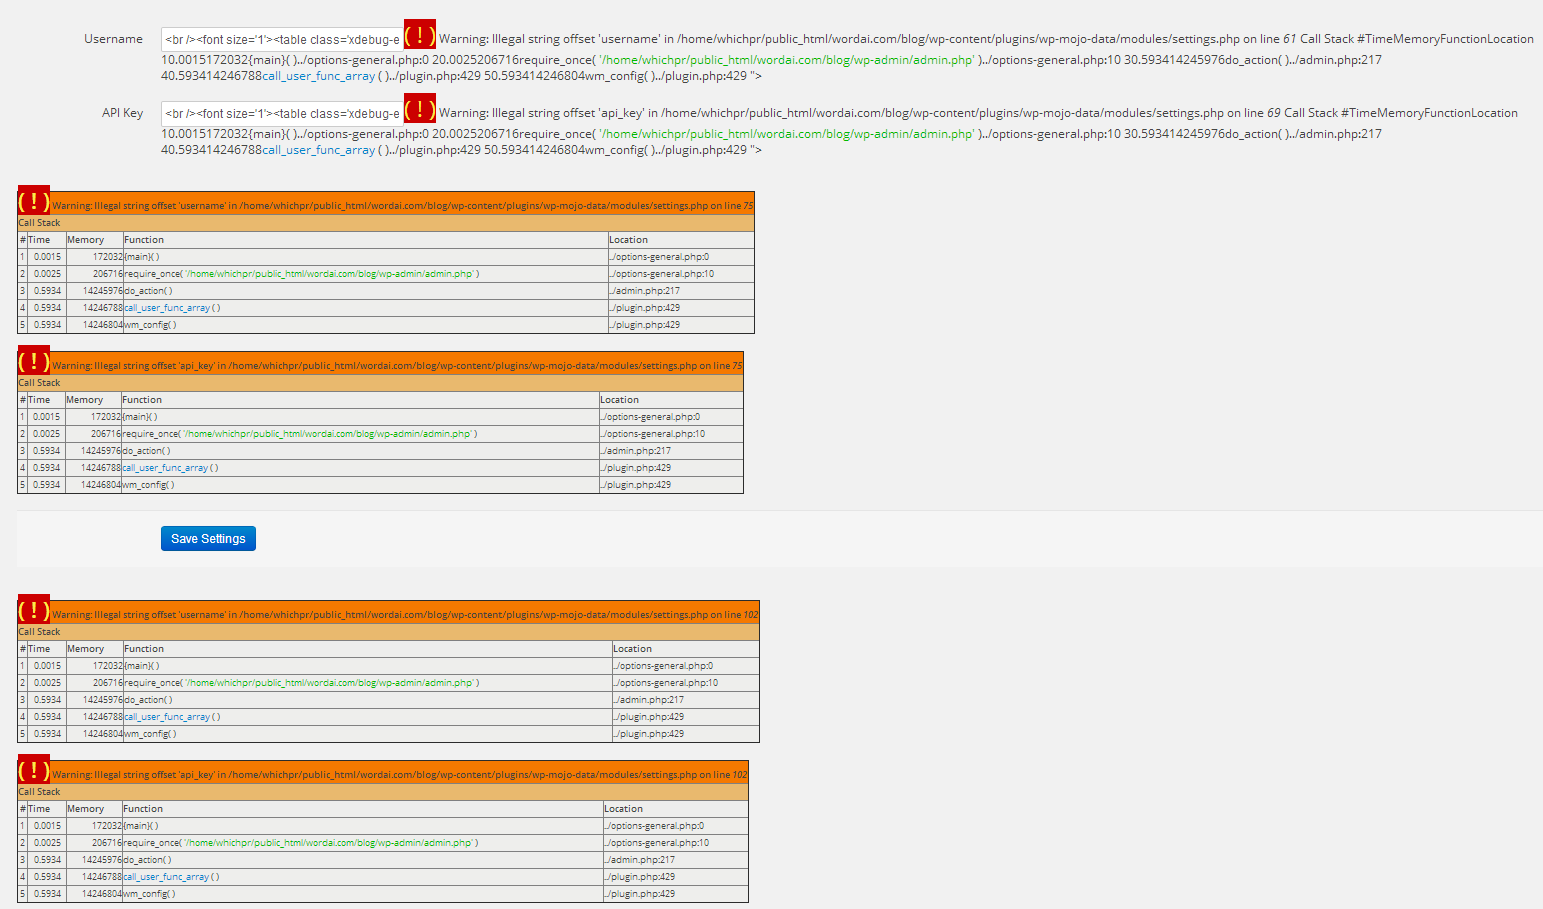 Username <br /><font size='1'><table class='xdebug-e ( ! ) Warning: Illegal string offset 'username' in /home/whichpr/public_html/wordai.com/blog/wp-content/plugins/wp-mojo-data/modules/settings.php on line 61 Call Stack #TimeMemoryFunctionLocation
10.0015172032{main}( )../options-general.php:0 20.0025206716require_once( '/home/whichpr/public_html/wordai.com/blog/wp-admin/admin.php' )../options-general.php:10 30.593414245976do_action( )../admin.php:217
40.593414246788call_user_func_array ( )../plugin.php:429 50.593414246804wm_config( )../plugin.php:429 ">
API Key <br /><font size='1'><table class='xdebug-e ( ! ) Warning: Illegal string offset 'api_key' in /home/whichpr/public_html/wordai.com/blog/wp-content/plugins/wp-mojo-data/modules/settings.php on line 69 Call Stack #TimeMemoryFunctionLocation
10.0015172032{main}( )../options-general.php:0 20.0025206716require_once( '/home/whichpr/public_html/wordai.com/blog/wp-admin/admin.php' )../options-general.php:10 30.593414245976do_action( )../admin.php:217
40.593414246788call_user_func_array ( )../plugin.php:429 50.593414246804wm_config( )../plugin.php:429 ">
( ! ) Warning: Illegal string offset 'username' in /home/whichpr/public_html/wordai.com/blog/wp-content/plugins/wp-mojo-data/modules/settings.php on line 75
Call Stack
# Time Memory Function Location
1 0.0015 172032 {main}( ) ../options-general.php:0
2 0.0025 206716 require_once( '/home/whichpr/public_html/wordai.com/blog/wp-admin/admin.php' ) ../options-general.php:10
3 0.5934 14245976 do_action( ) ../admin.php:217
4 0.5934 14246788 call_user_func_array ( ) ../plugin.php:429
5 0.5934 14246804 wm_config( ) ../plugin.php:429
( ! ) Warning: Illegal string offset 'api_key' in /home/whichpr/public_html/wordai.com/blog/wp-content/plugins/wp-mojo-data/modules/settings.php on line 75
Call Stack
# Time Memory Function Location
1 0.0015 172032 {main}( ) ../options-general.php:0
2 0.0025 206716 require_once( '/home/whichpr/public_html/wordai.com/blog/wp-admin/admin.php' ) ../options-general.php:10
3 0.5934 14245976 do_action( ) ../admin.php:217
4 0.5934 14246788 call_user_func_array ( ) ../plugin.php:429
5 0.5934 14246804 wm_config( ) ../plugin.php:429
Save Settings
( ! ) Warning: Illegal string offset 'username' in /home/whichpr/public_html/wordai.com/blog/wp-content/plugins/wp-mojo-data/modules/settings.php on line 102
Call Stack
# Time Memory Function Location
1 0.0015 172032 {main}( ) ../options-general.php:0
2 0.0025 206716 require_once( '/home/whichpr/public_html/wordai.com/blog/wp-admin/admin.php' ) ../options-general.php:10
3 0.5934 14245976 do_action( ) ../admin.php:217
4 0.5934 14246788 call_user_func_array ( ) ../plugin.php:429
5 0.5934 14246804 wm_config( ) ../plugin.php:429
( ! ) Warning: Illegal string offset 'api_key' in /home/whichpr/public_html/wordai.com/blog/wp-content/plugins/wp-mojo-data/modules/settings.php on line 102
Call Stack
# Time Memory Function Location
1 0.0015 172032 {main}( ) ../options-general.php:0
2 0.0025 206716 require_once( '/home/whichpr/public_html/wordai.com/blog/wp-admin/admin.php' ) ../options-general.php:10
3 0.5934 14245976 do_action( ) ../admin.php:217
4 0.5934 14246788 call_user_func_array ( ) ../plugin.php:429
5 0.5934 14246804 wm_config( ) ../plugin.php:429